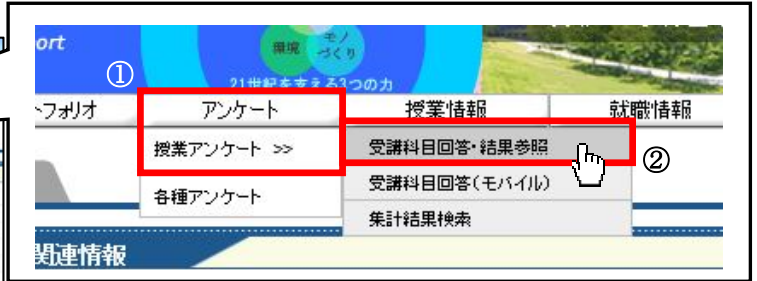 ort
環境
モノ
づくり
①
21世紀を支える3つの力
フォリオ アンケート 授業情報 就職情報
授業アンケート >> 受講科目回答・結果参照
②
受講科目回答(モバイル)
各種アンケート
集計結果検索
関連情報